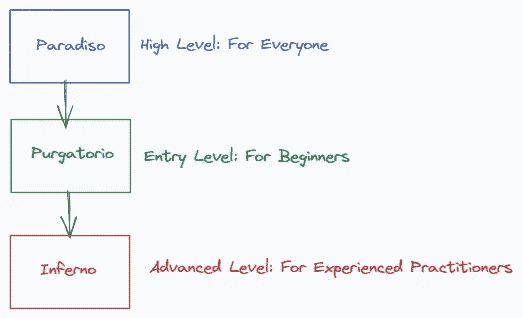 Paradiso High Level: For Everyone
Purgatorio Entry Level: For Beginners
Inferno Advanced Level: For Experienced Practitioners